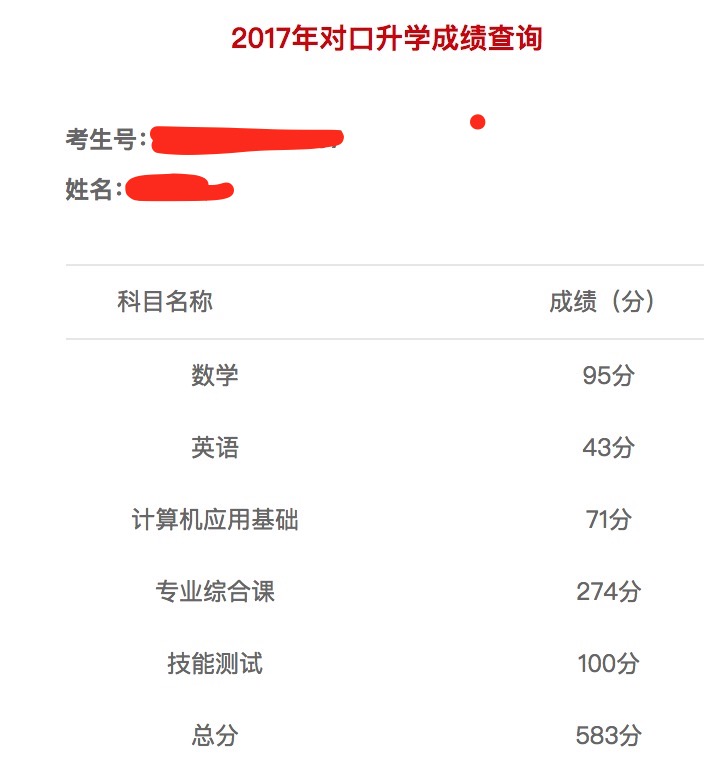 2017年对口升学成绩查询
考生号:
姓名:
科目名称 成绩（分）
数学 95分
英语 43分
计算机应用基础 71分
专业综合课 274分
技能测试 100分
总分 583分